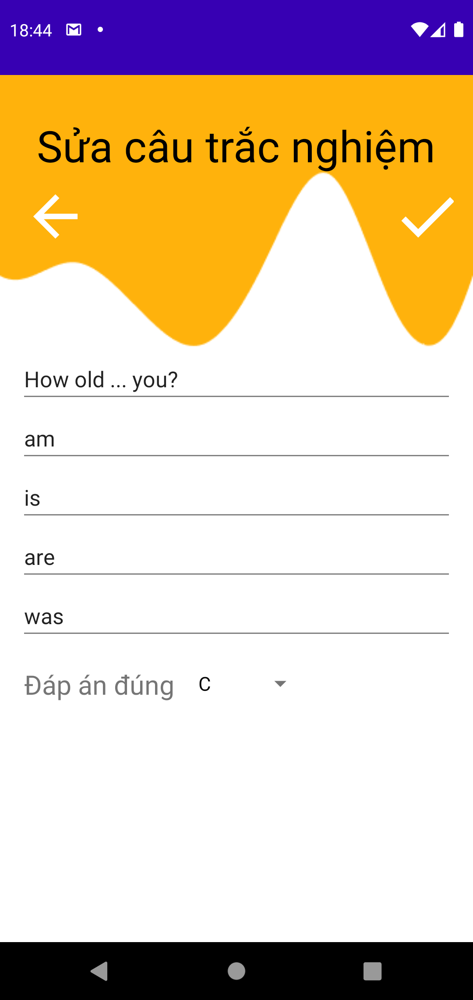 18:44
Sửa câu trắc nghiệm
How old ... you?
am
is
are
was
Đáp án đúng C